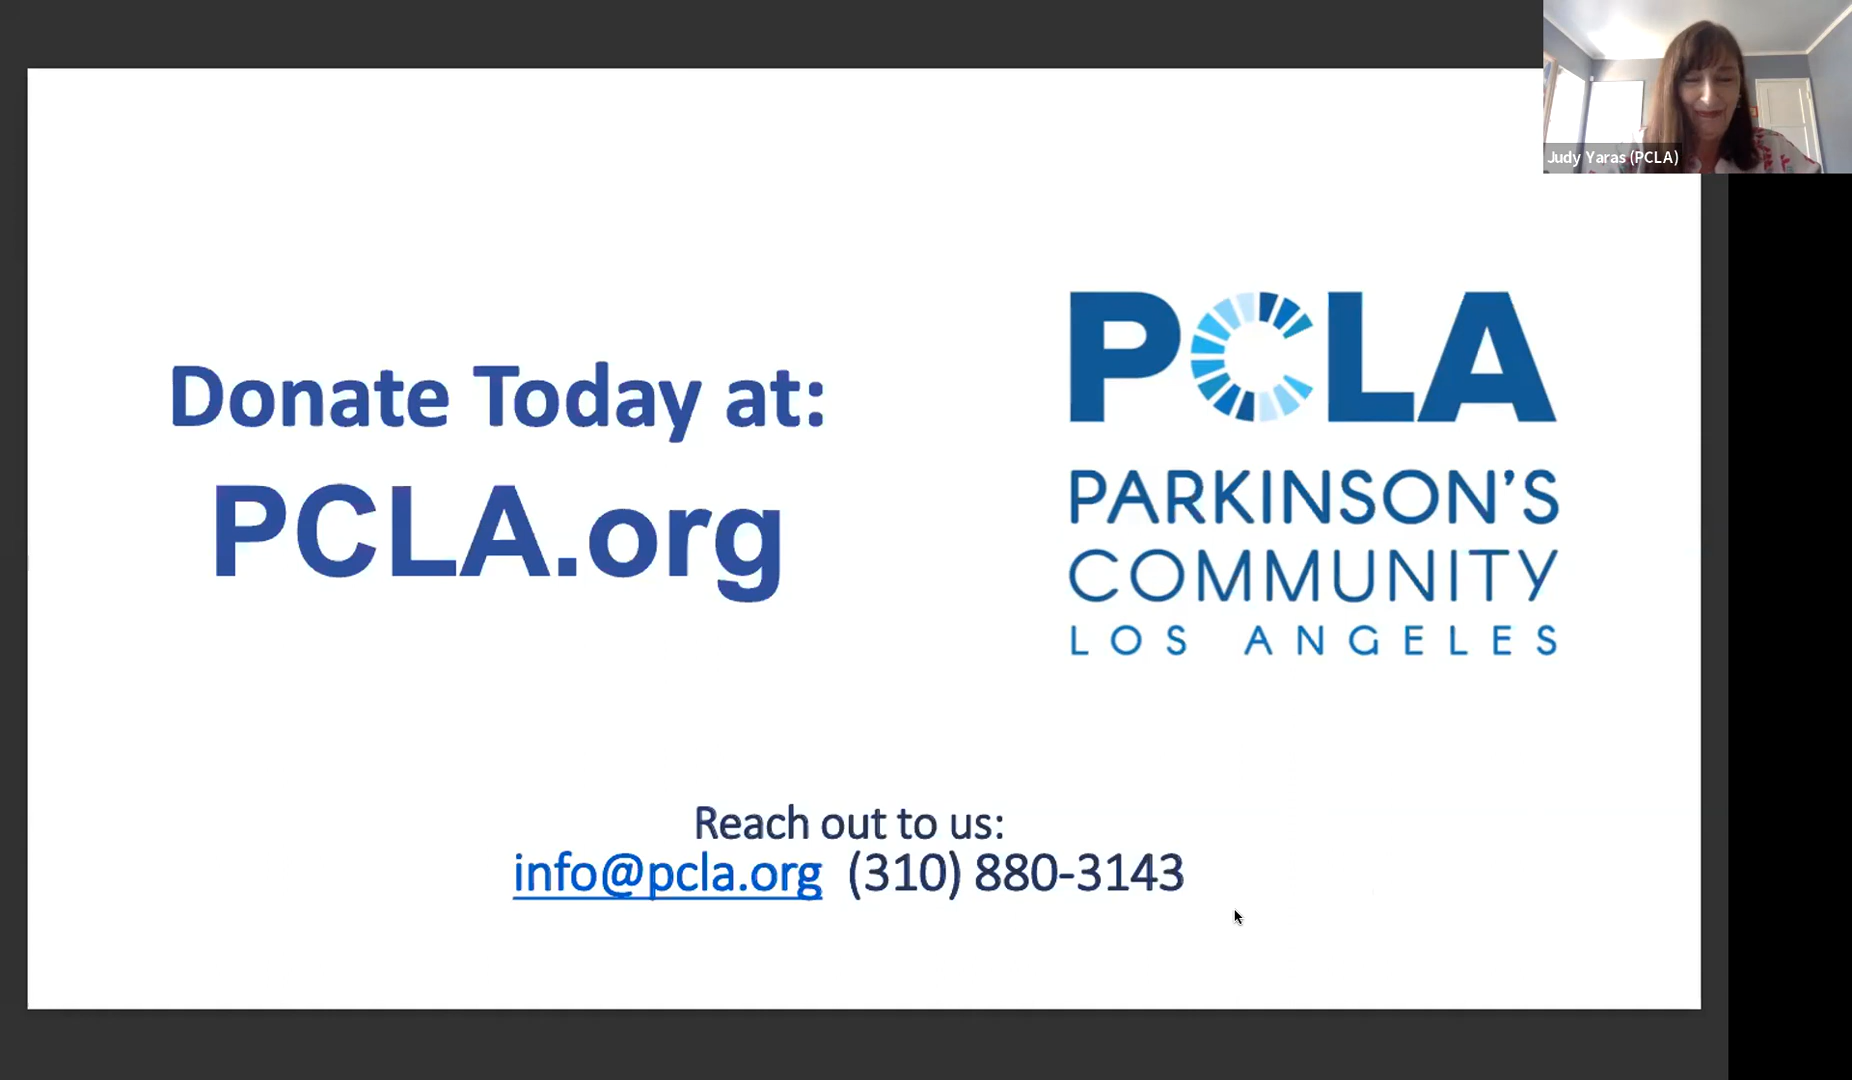 Judy Yaras (PCLA)
Donate Today at:
PCLA.org
PCLA
PARKINSON'S
COMMUNITY
LOS ANGELES
Reach out to us:
info@pcla.org (310) 880-3143